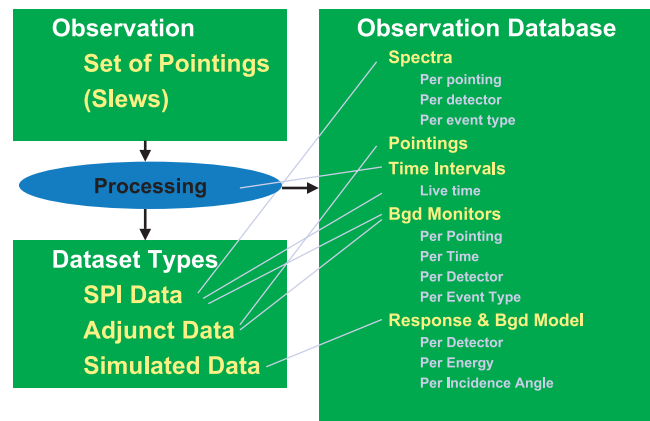 Observation
Set of Pointings
(Slews)
Processing
Dataset Types
SPI Data
Adjunct Data
Simulated Data
Observation Database
Spectra
Per pointing
Per detector
Per event type
Pointings
Time Intervals
Live time
Bgd Monitors
Per Pointing
Per Time
Per Detector
Per Event Type
Response & Bgd Model
Per Detector
Per Energy
Per Incidence Angle